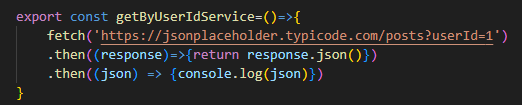 export const getByUserIdService=()=>{
    fetch('https://jsonplaceholder.typicode.com/posts?userId=1')
    .then((response)=>{return response.json()})
    .then((json) => {console.log(json)})
}